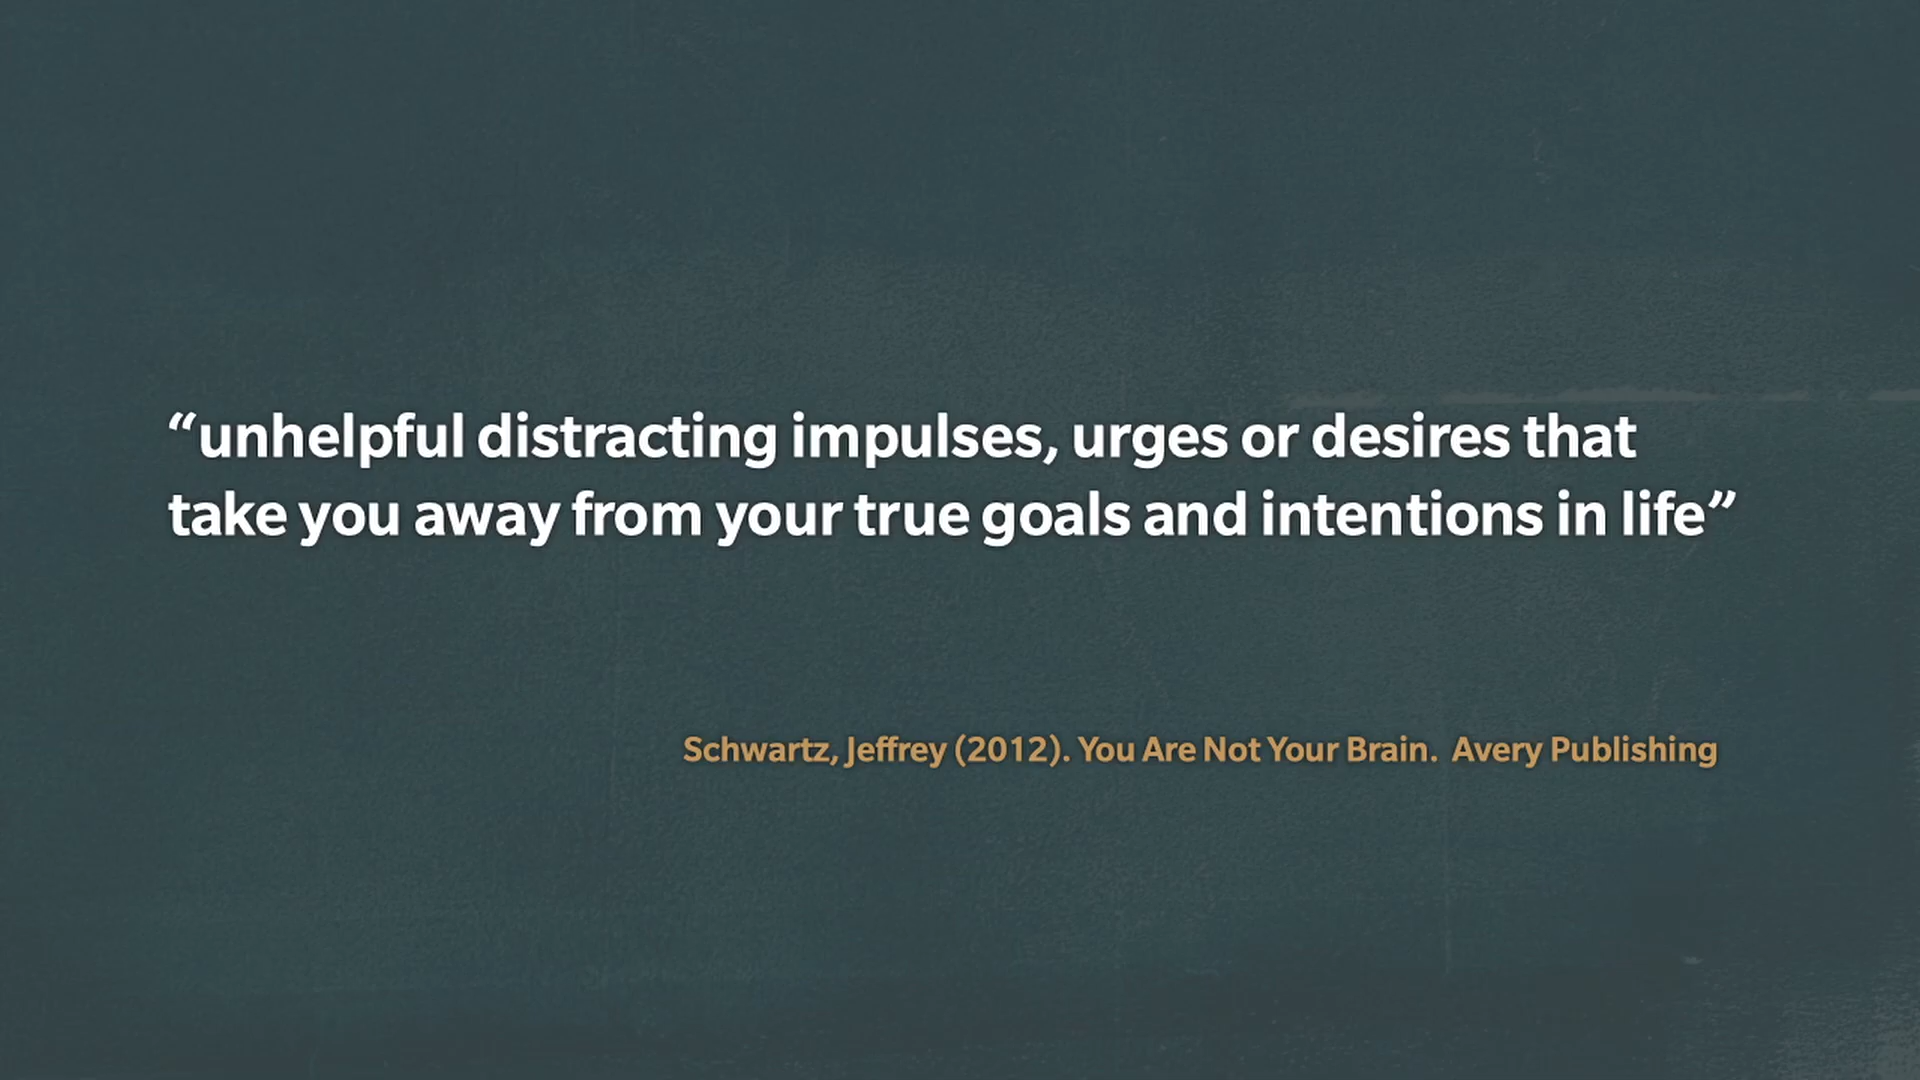 “unhelpful distracting impulses, urges or desires that
take you away from your true goals and intentions in life”
Schwartz, Jeffrey (2012). You Are Not Your Brain.  Avery Publishing